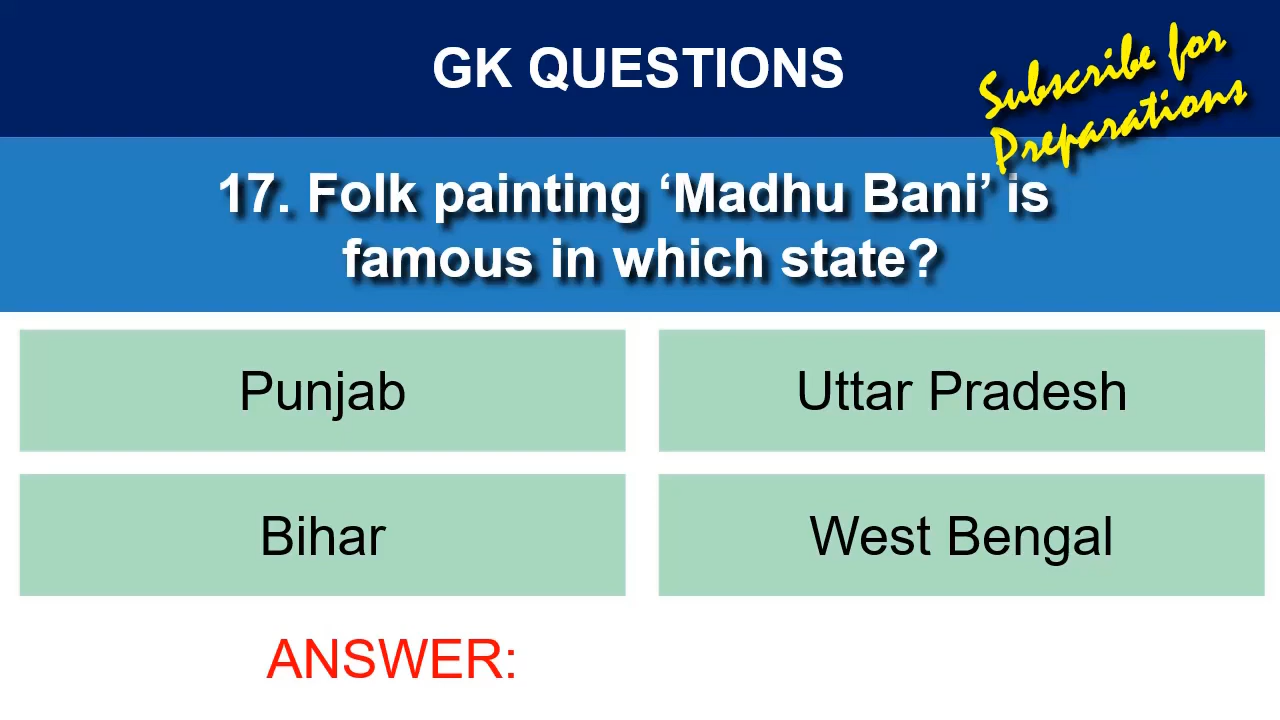 GK QUESTIONS
Subscribe for
Preparations
17. Folk painting ‘Madhu Bani’ is
famous in which state?
Punjab
Uttar Pradesh
Bihar
West Bengal
ANSWER: